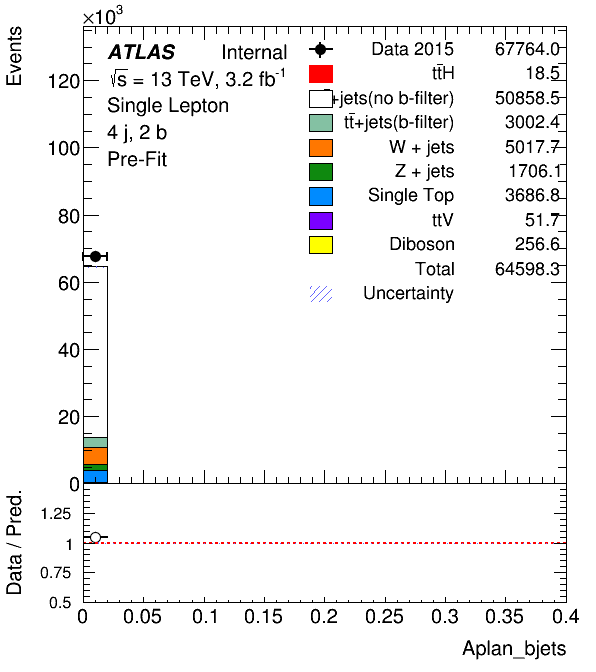 ×10³
Events
ATLAS Internal
√s = 13 TeV, 3.2 fb⁻¹
Single Lepton
4 j, 2 b
Pre-Fit
Data 2015 67764.0
tt̄H 18.5
+jets(no b-filter) 50858.5
tt̄+jets(b-filter) 3002.4
W + jets 5017.7
Z + jets 1706.1
Single Top 3686.8
ttV 51.7
Diboson 256.6
Total 64598.3
Uncertainty
120
100
80
60
40
20
0
Data / Pred.
1.25
1
0.75
0.5
0 0.05 0.1 0.15 0.2 0.25 0.3 0.35 0.4
Aplan_bjets